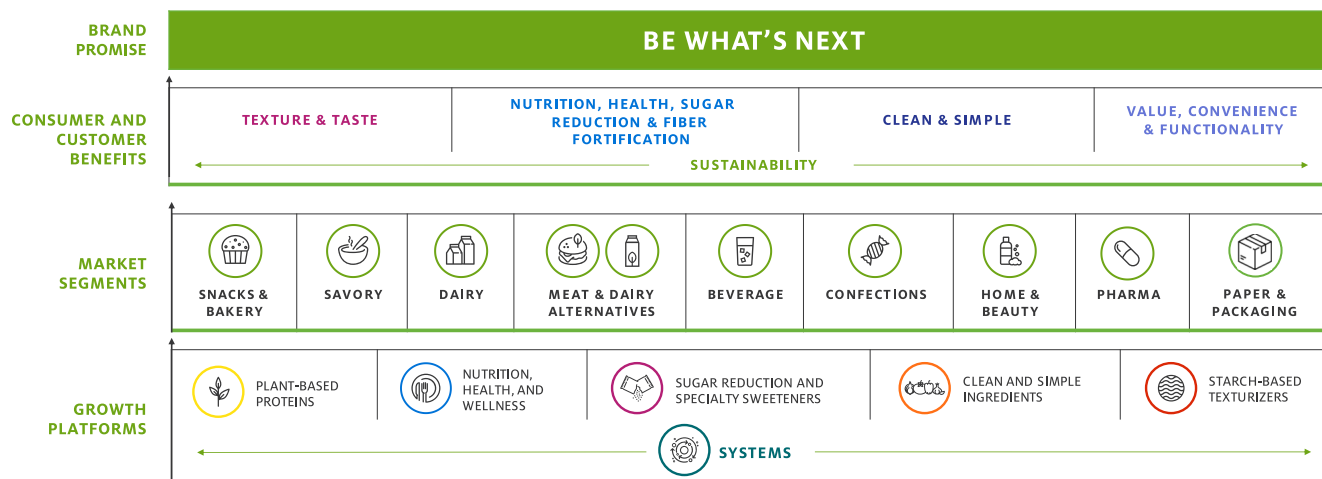 BRAND
PROMISE
BE WHAT'S NEXT
CONSUMER AND
CUSTOMER
BENEFITS
TEXTURE & TASTE
NUTRITION, HEALTH, SUGAR
REDUCTION & FIBER
FORTIFICATION
CLEAN & SIMPLE
VALUE, CONVENIENCE
& FUNCTIONALITY
SUSTAINABILITY
MARKET
SEGMENTS
SNACKS &
BAKERY
SAVORY
DAIRY
MEAT & DAIRY
ALTERNATIVES
BEVERAGE
CONFECTIONS
HOME &
BEAUTY
PHARMA
PAPER &
PACKAGING
GROWTH
PLATFORMS
PLANT-BASED
PROTEINS
NUTRITION,
HEALTH, AND
WELLNESS
SUGAR REDUCTION AND
SPECIALTY SWEETENERS
CLEAN AND SIMPLE
INGREDIENTS
STARCH-BASED
TEXTURIZERS
SYSTEMS